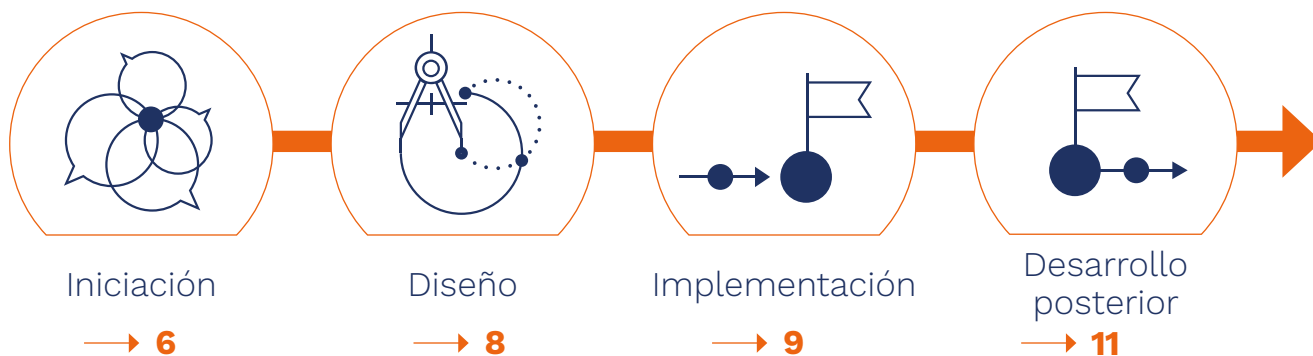 Iniciación
Diseño
Implementación
Desarrollo
posterior
6
8
9
11